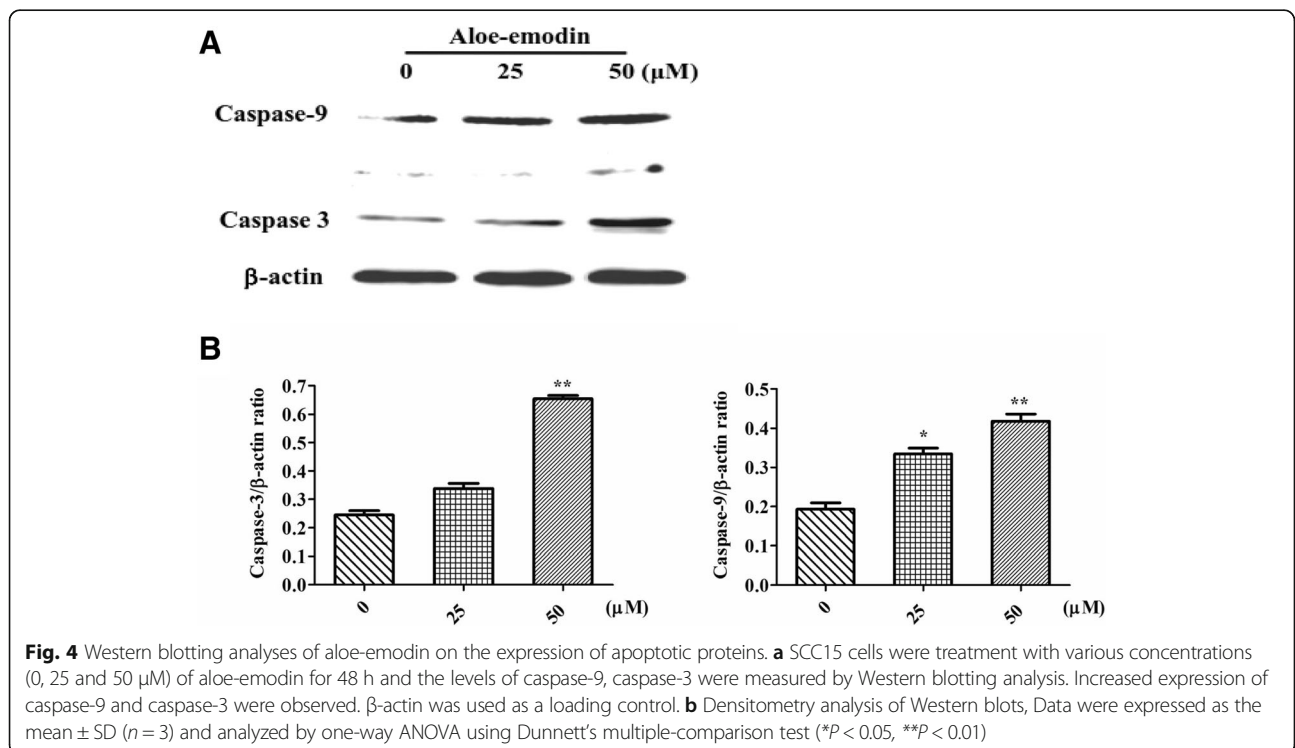 A
Aloe-emodin
0 25 50 (µM)
Caspase-9
Caspase 3
β-actin
B
Caspase-3/β-actin ratio
0.7
0.6
0.5
0.4
0.3
0.2
0.1
0.0
**
0 25 50 (µM)
Caspase-9/β-actin ratio
0.5
0.4
0.3
0.2
0.1
0.0
*
**
0 25 50 (µM)
Fig. 4 Western blotting analyses of aloe-emodin on the expression of apoptotic proteins. a SCC15 cells were treatment with various concentrations
(0, 25 and 50 µM) of aloe-emodin for 48 h and the levels of caspase-9, caspase-3 were measured by Western blotting analysis. Increased expression of
caspase-9 and caspase-3 were observed. β-actin was used as a loading control. b Densitometry analysis of Western blots, Data were expressed as the
mean ± SD (n = 3) and analyzed by one-way ANOVA using Dunnett's multiple-comparison test (*P < 0.05, **P < 0.01)